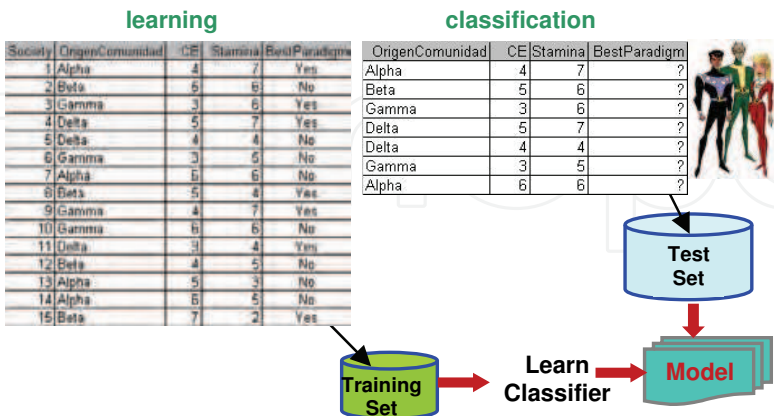 learning
classification
Society OrigenComunidad CE Stamina BestParadigm
1 Alpha 4 7 Yes
2 Beta 5 6 No
3 Gamma 3 6 Yes
4 Delta 5 7 Yes
5 Delta 4 4 No
6 Gamma 3 5 No
7 Alpha 6 6 No
8 Beta 5 4 Yes
9 Gamma 4 7 Yes
10 Gamma 6 6 No
11 Delta 3 4 Yes
12 Beta 4 5 No
13 Alpha 5 3 No
14 Alpha 6 5 No
15 Beta 7 2 Yes
OrigenComunidad CE Stamina BestParadigm
Alpha 4 7 ?
Beta 5 6 ?
Gamma 3 6 ?
Delta 5 7 ?
Delta 4 4 ?
Gamma 3 5 ?
Alpha 6 6 ?
Test
Set
Training
Set
Learn
Classifier
Model